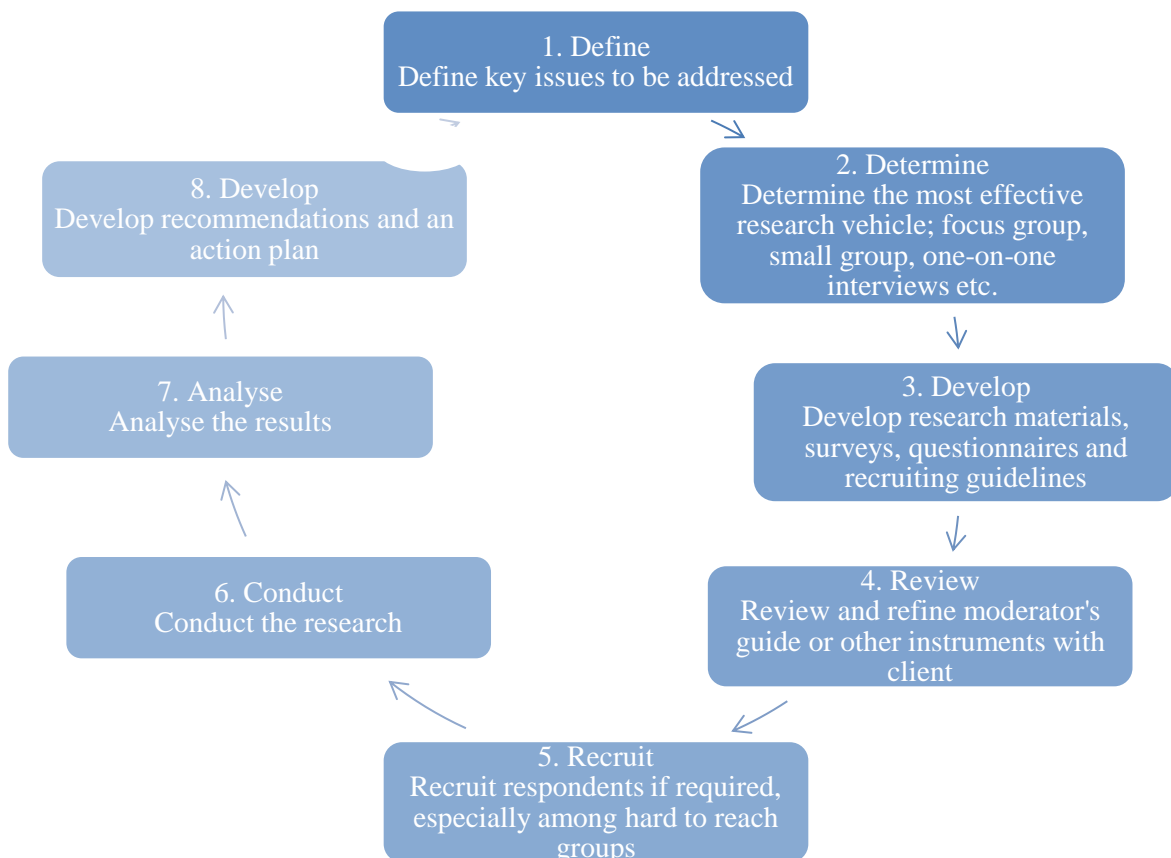 1. Define
Define key issues to be addressed
2. Determine
Determine the most effective
research vehicle; focus group,
small group, one-on-one
interviews etc.
3. Develop
Develop research materials,
surveys, questionnaires and
recruiting guidelines
4. Review
Review and refine moderator's
guide or other instruments with
client
5. Recruit
Recruit respondents if required,
especially among hard to reach
groups
6. Conduct
Conduct the research
7. Analyse
Analyse the results
8. Develop
Develop recommendations and an
action plan